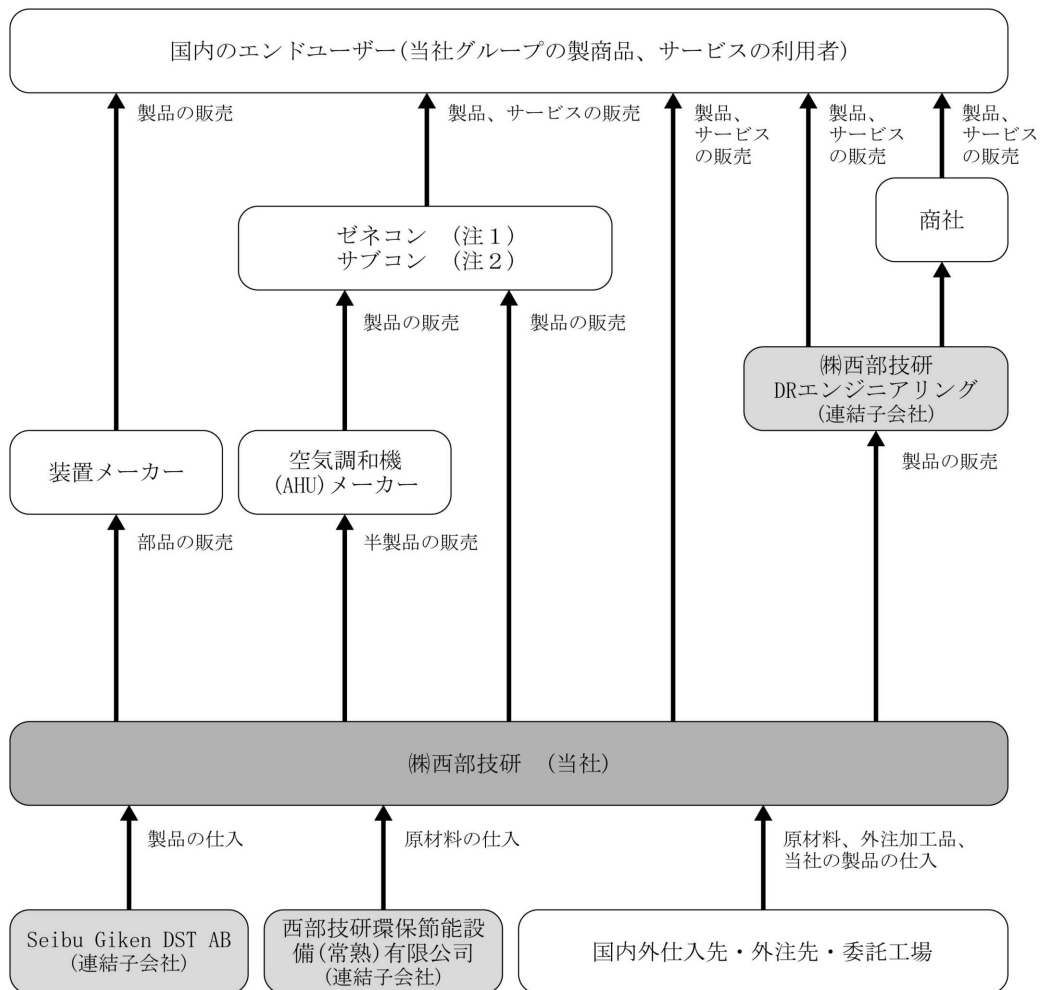 国内のエンドユーザー(当社グループの製商品、サービスの利用者)
製品の販売
製品、サービスの販売
製品、
サービス
の販売
製品、
サービス
の販売
製品、
サービス
の販売
商社
ゼネコン　(注１)
サブコン　(注２)
製品の販売
製品の販売
㈱西部技研
DRエンジニアリング
(連結子会社)
装置メーカー
空気調和機
(AHU)メーカー
製品の販売
部品の販売
半製品の販売
㈱西部技研　(当社)
製品の仕入
原材料の仕入
原材料、外注加工品、
当社の製品の仕入
Seibu Giken DST AB
(連結子会社)
西部技研環保節能設
備(常熟)有限公司
(連結子会社)
国内外仕入先・外注先・委託工場